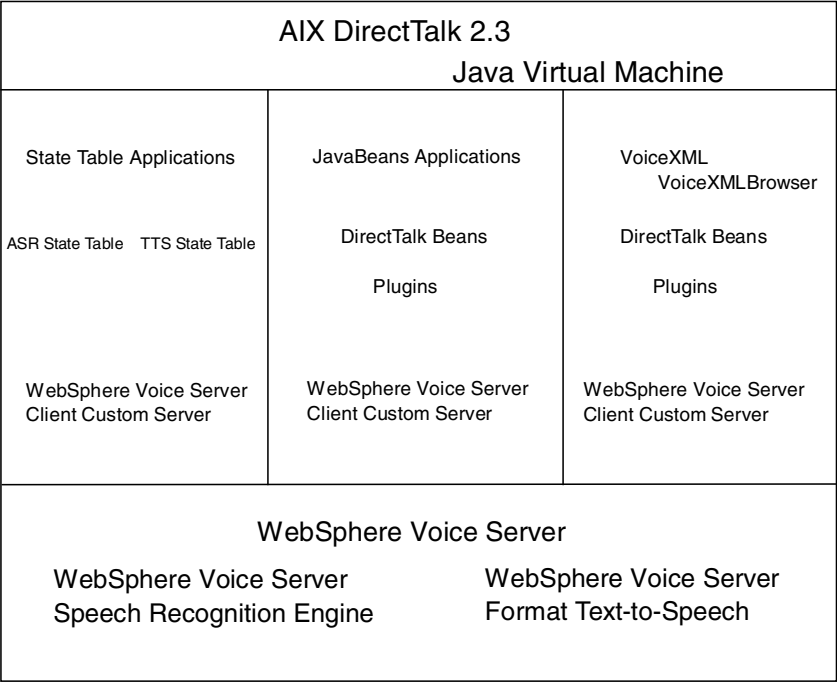 AIX DirectTalk 2.3
Java Virtual Machine
State Table Applications
ASR State Table TTS State Table
WebSphere Voice Server
Client Custom Server
JavaBeans Applications
DirectTalk Beans
Plugins
WebSphere Voice Server
Client Custom Server
VoiceXML
VoiceXMLBrowser
DirectTalk Beans
Plugins
WebSphere Voice Server
Client Custom Server
WebSphere Voice Server
WebSphere Voice Server
Speech Recognition Engine
WebSphere Voice Server
Format Text-to-Speech